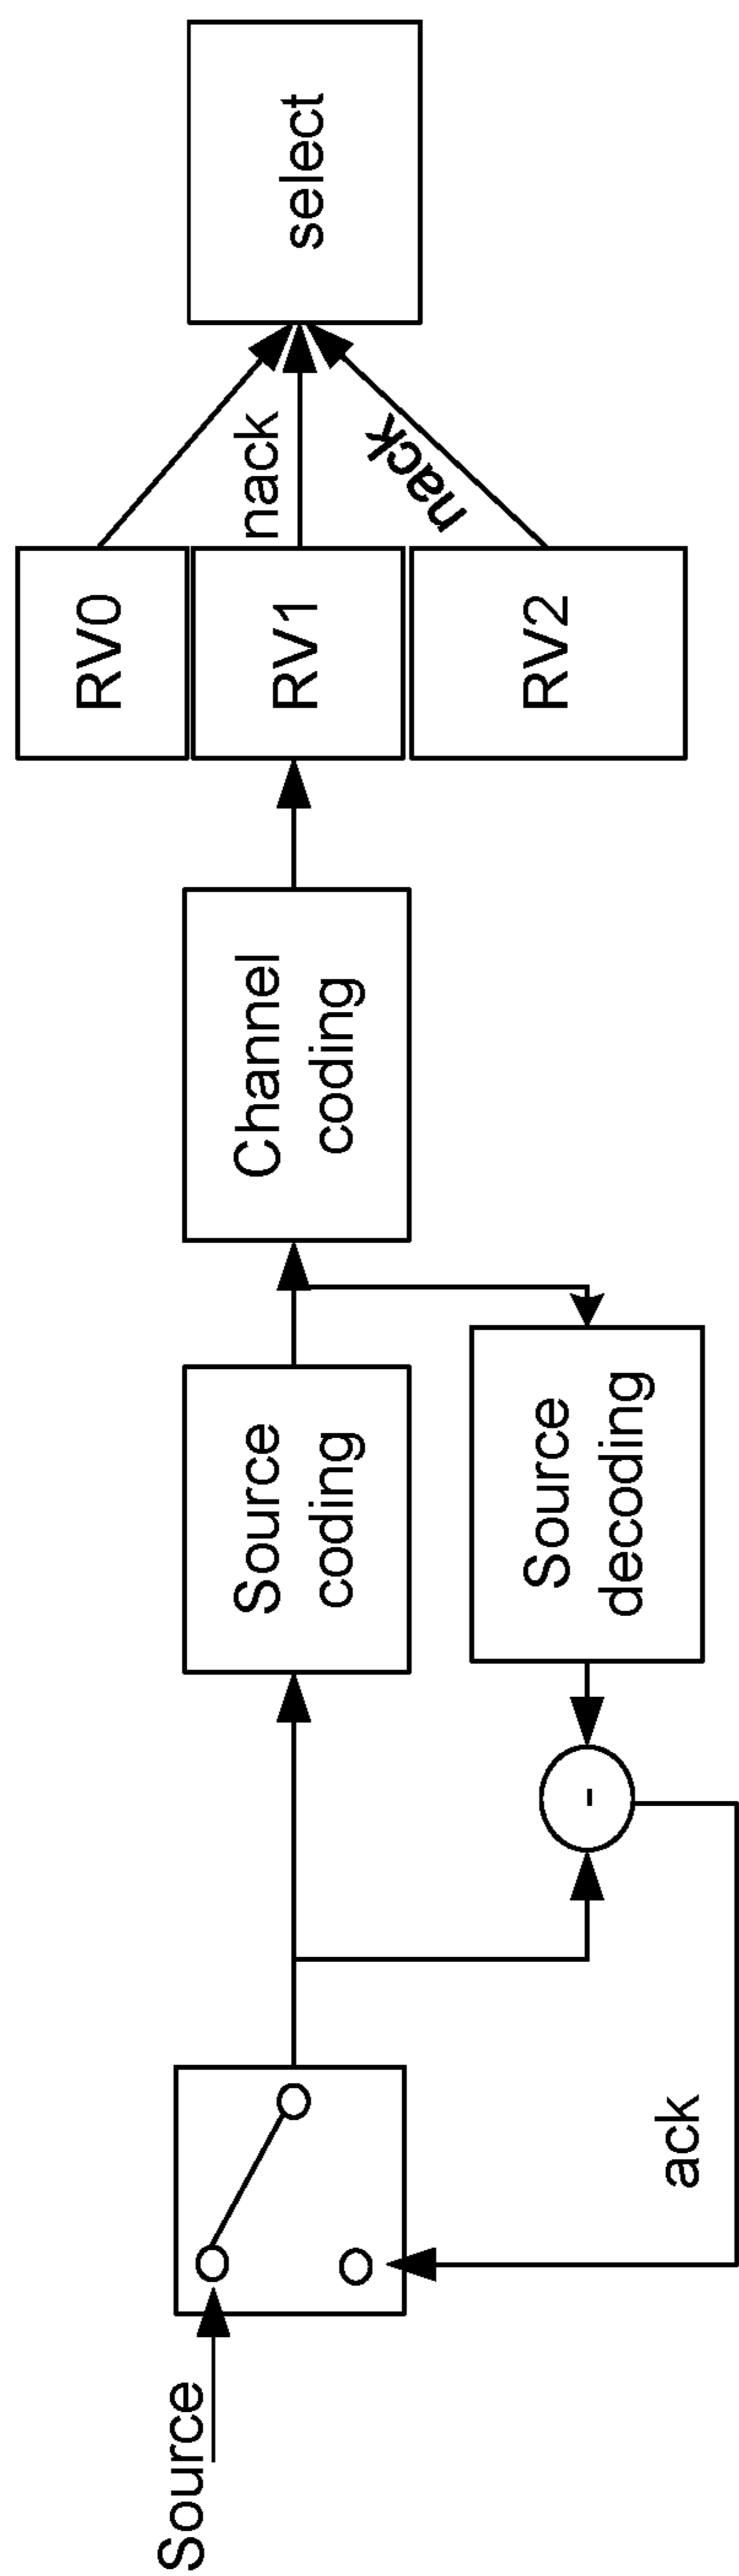 Source
ack
-
Source
coding
Source
decoding
Channel
coding
RV0
RV1
RV2
nack
nack
select